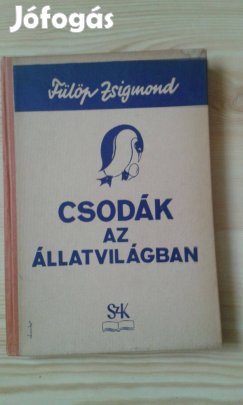 Jófogás
Fülöp Zsigmond
CSODÁK
AZ
ÁLLATVILÁGBAN
SzK